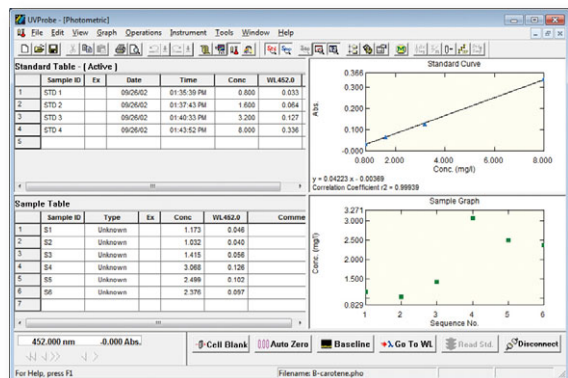 UVProbe - [Photometric]
File Edit View Graph Operations Instrument Tools Window Help
Standard Table - ( Active )
Sample ID Ex Date Time Conc WL452.0
1 STD 1 09/26/02 01:35:39 PM 0.800 0.033
2 STD 2 09/26/02 01:37:43 PM 1.600 0.064
3 STD 3 09/26/02 01:40:33 PM 3.200 0.127
4 STD 4 09/26/02 01:43:52 PM 8.000 0.336
5
Standard Curve
Abs.
0.366
0.300
0.200
0.100
-0.000
0.800 2.000 4.000 6.000 8.000
Conc. (mg/l)
y = 0.04223 x - 0.00369
Correlation Coefficient r2 = 0.99939
Sample Table
Sample ID Type Ex Conc WL452.0 Comme
1 S1 Unknown 1.173 0.046
2 S2 Unknown 1.032 0.040
3 S3 Unknown 1.415 0.056
4 S4 Unknown 3.068 0.126
5 S5 Unknown 2.499 0.102
6 S6 Unknown 2.376 0.097
7
Sample Graph
Conc. (mg/l)
3.271
3.000
2.500
2.000
1.500
0.829
1 2 3 4 5 6
Sequence No.
452.000 nm -0.000 Abs.
Cell Blank Auto Zero Baseline Go To WL Read Std. Disconnect
For Help, press F1
Filename: B-carotene.pho